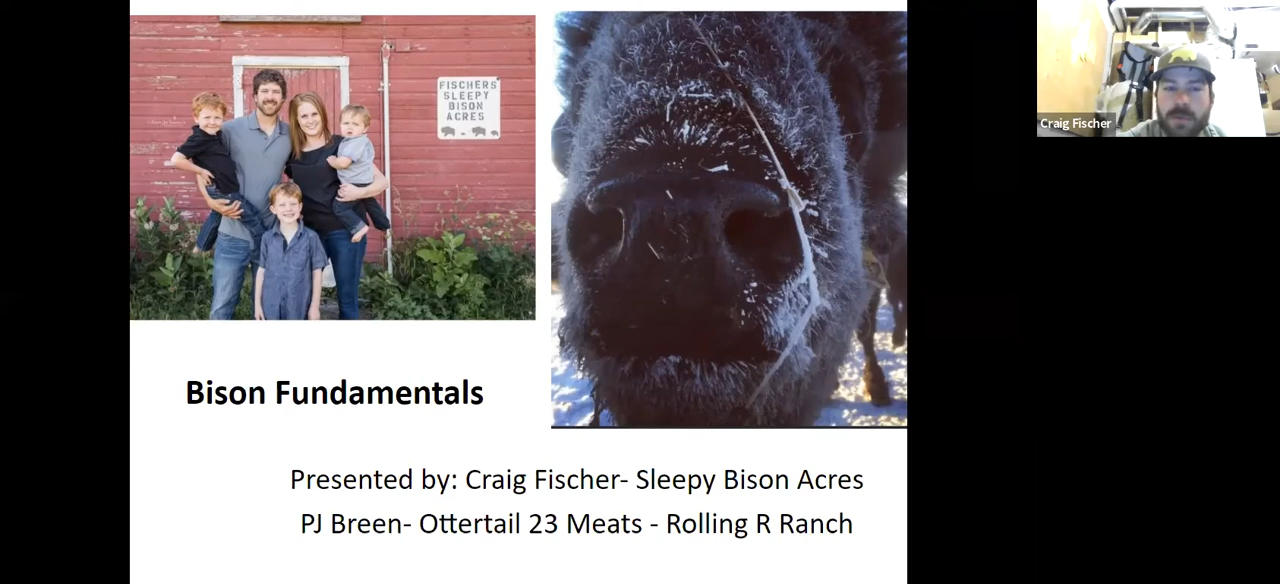 FISCHERS
SLEEPY
BISON
ACRES
Craig Fischer
Bison Fundamentals
Presented by: Craig Fischer- Sleepy Bison Acres
PJ Breen- Ottertail 23 Meats - Rolling R Ranch